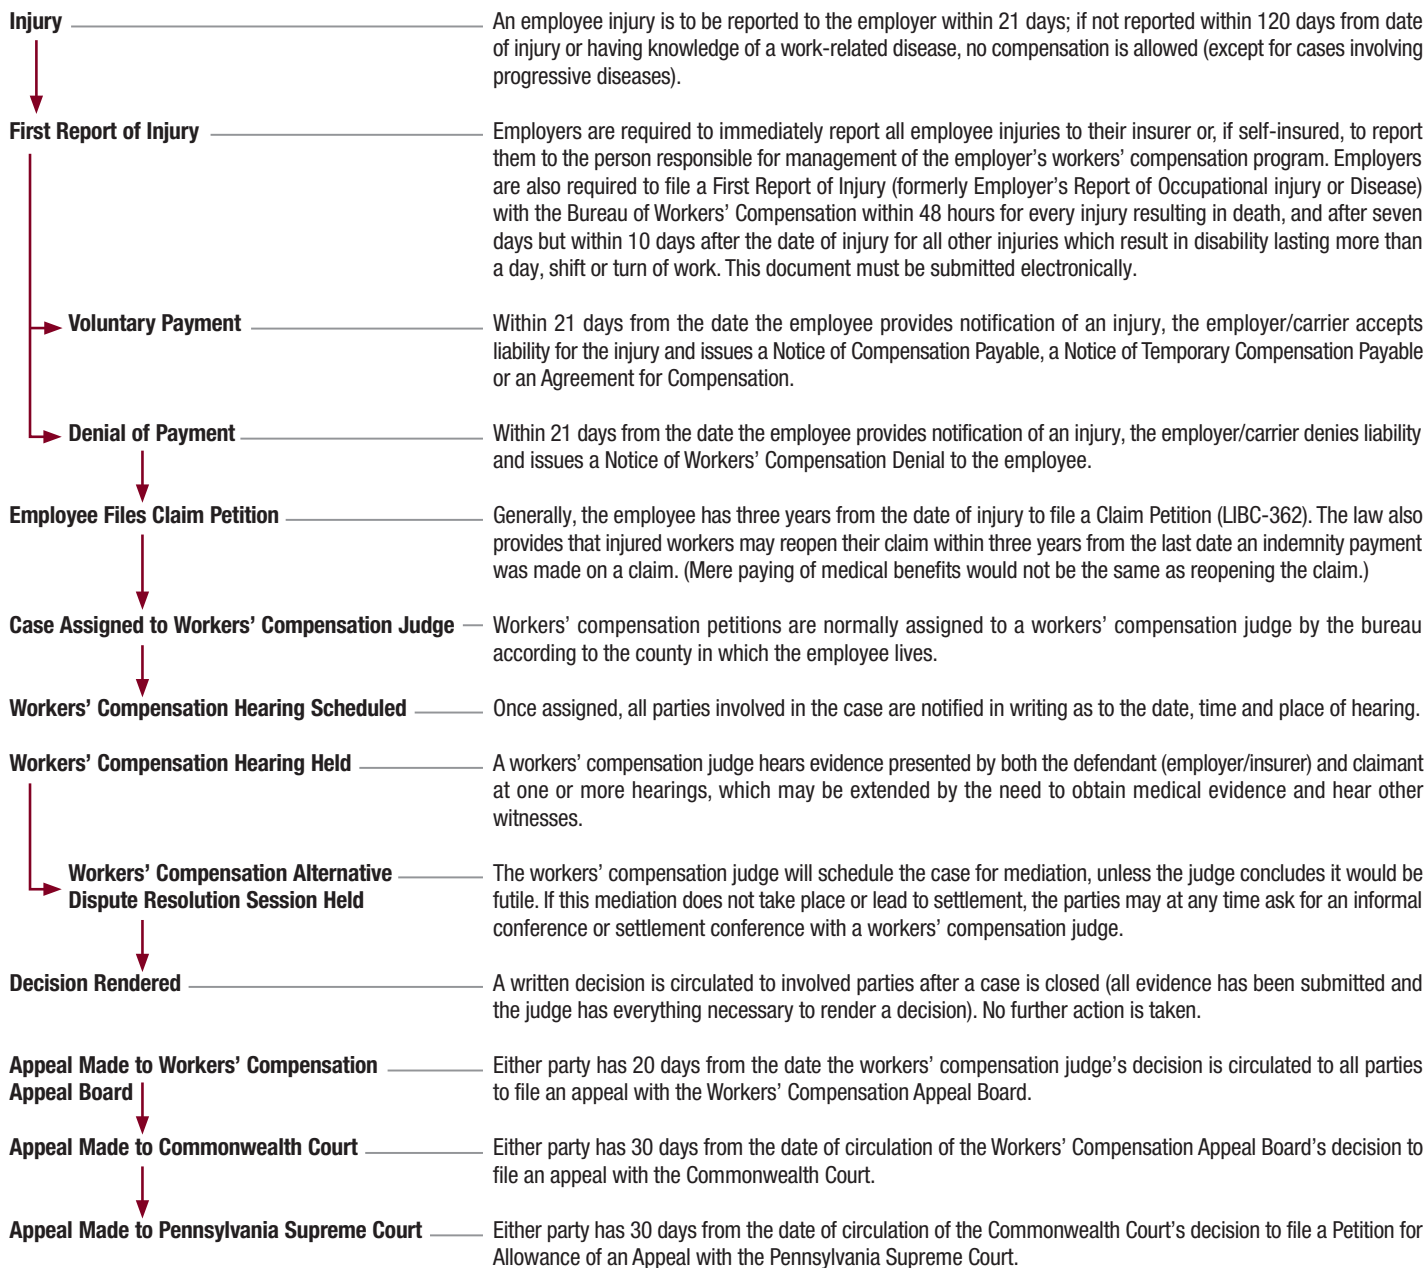 Injury
An employee injury is to be reported to the employer within 21 days; if not reported within 120 days from date
of injury or having knowledge of a work-related disease, no compensation is allowed (except for cases involving
progressive diseases).
First Report of Injury
Employers are required to immediately report all employee injuries to their insurer or, if self-insured, to report
them to the person responsible for management of the employer’s workers’ compensation program. Employers
are also required to file a First Report of Injury (formerly Employer’s Report of Occupational injury or Disease)
with the Bureau of Workers’ Compensation within 48 hours for every injury resulting in death, and after seven
days but within 10 days after the date of injury for all other injuries which result in disability lasting more than
a day, shift or turn of work. This document must be submitted electronically.
Voluntary Payment
Within 21 days from the date the employee provides notification of an injury, the employer/carrier accepts
liability for the injury and issues a Notice of Compensation Payable, a Notice of Temporary Compensation Payable
or an Agreement for Compensation.
Denial of Payment
Within 21 days from the date the employee provides notification of an injury, the employer/carrier denies liability
and issues a Notice of Workers’ Compensation Denial to the employee.
Employee Files Claim Petition
Generally, the employee has three years from the date of injury to file a Claim Petition (LIBC-362). The law also
provides that injured workers may reopen their claim within three years from the last date an indemnity payment
was made on a claim. (Mere paying of medical benefits would not be the same as reopening the claim.)
Case Assigned to Workers’ Compensation Judge
Workers’ compensation petitions are normally assigned to a workers’ compensation judge by the bureau
according to the county in which the employee lives.
Workers’ Compensation Hearing Scheduled
Once assigned, all parties involved in the case are notified in writing as to the date, time and place of hearing.
Workers’ Compensation Hearing Held
A workers’ compensation judge hears evidence presented by both the defendant (employer/insurer) and claimant
at one or more hearings, which may be extended by the need to obtain medical evidence and hear other
witnesses.
Workers’ Compensation Alternative
Dispute Resolution Session Held
The workers’ compensation judge will schedule the case for mediation, unless the judge concludes it would be
futile. If this mediation does not take place or lead to settlement, the parties may at any time ask for an informal
conference or settlement conference with a workers’ compensation judge.
Decision Rendered
A written decision is circulated to involved parties after a case is closed (all evidence has been submitted and
the judge has everything necessary to render a decision). No further action is taken.
Appeal Made to Workers’ Compensation
Appeal Board
Either party has 20 days from the date the workers’ compensation judge’s decision is circulated to all parties
to file an appeal with the Workers’ Compensation Appeal Board.
Appeal Made to Commonwealth Court
Either party has 30 days from the date of circulation of the Workers’ Compensation Appeal Board’s decision to
file an appeal with the Commonwealth Court.
Appeal Made to Pennsylvania Supreme Court
Either party has 30 days from the date of circulation of the Commonwealth Court’s decision to file a Petition for
Allowance of an Appeal with the Pennsylvania Supreme Court.